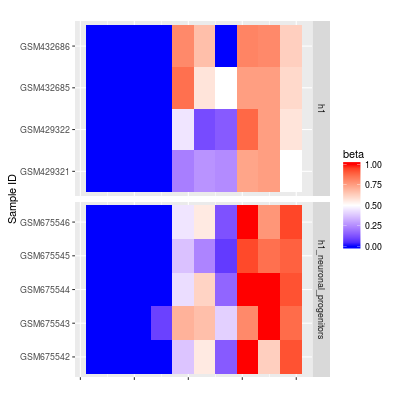 GSM432686
GSM432685
GSM429322
GSM429321
h1
GSM675546
GSM675545
GSM675544
GSM675543
GSM675542
h1_neuronal_progenitors
Sample ID
beta
1.00
0.75
0.50
0.25
0.00